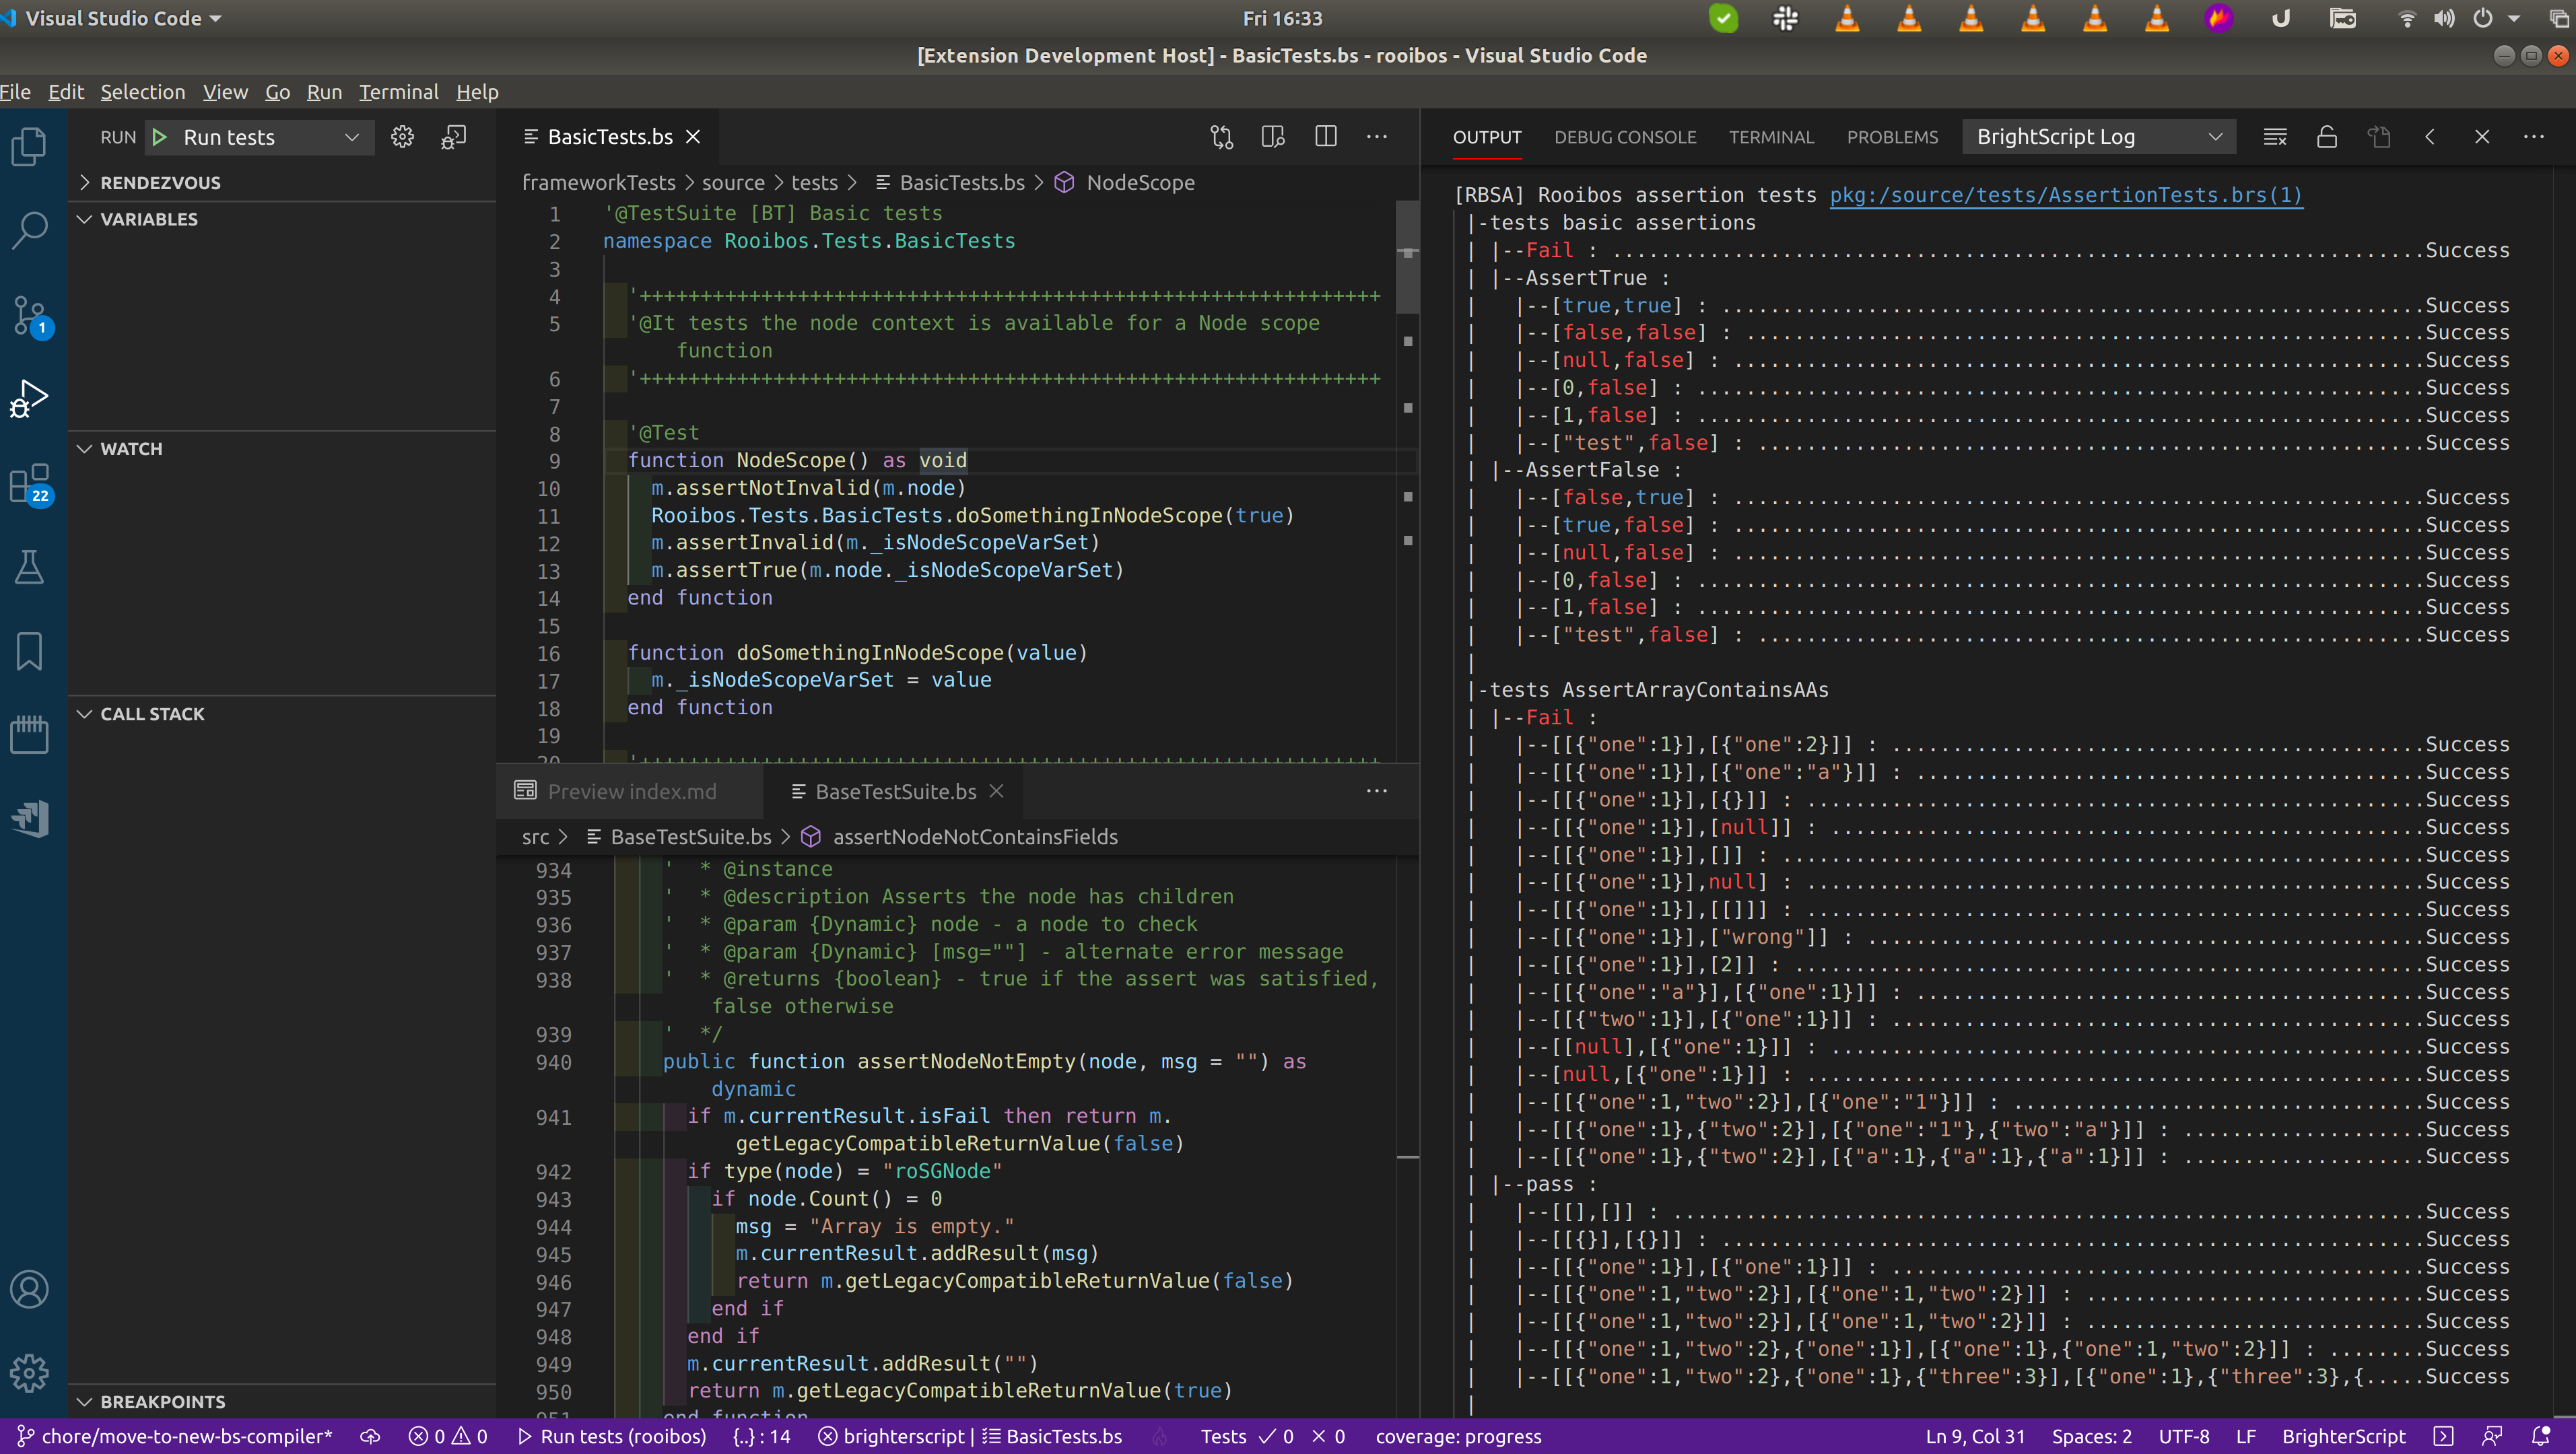 Visual Studio Code
Fri 16:33
[Extension Development Host] - BasicTests.bs - rooibos - Visual Studio Code
File Edit Selection View Go Run Terminal Help
RUN Run tests
RENDEZVOUS
VARIABLES
WATCH
CALL STACK
BREAKPOINTS
1
22
BasicTests.bs
frameworkTests > source > tests > BasicTests.bs > NodeScope
1 '@TestSuite [BT] Basic tests
2 namespace Rooibos.Tests.BasicTests
3
4 '+++++++++++++++++++++++++++++++++++++++++++++++++++++++++++++
5 '@It tests the node context is available for a Node scope
function
6 '+++++++++++++++++++++++++++++++++++++++++++++++++++++++++++++
7
8 '@Test
9 function NodeScope() as void
10 m.assertNotInvalid(m.node)
11 Rooibos.Tests.BasicTests.doSomethingInNodeScope(true)
12 m.assertInvalid(m._isNodeScopeVarSet)
13 m.assertTrue(m.node._isNodeScopeVarSet)
14 end function
15
16 function doSomethingInNodeScope(value)
17 m._isNodeScopeVarSet = value
18 end function
19
20 '+++++++++++++++++++++++++++++++++++++++++++++++++++++++++++++
Preview index.md BaseTestSuite.bs
src > BaseTestSuite.bs > assertNodeNotContainsFields
934 ' * @instance
935 ' * @description Asserts the node has children
936 ' * @param {Dynamic} node - a node to check
937 ' * @param {Dynamic} [msg=""] - alternate error message
938 ' * @returns {boolean} - true if the assert was satisfied,
false otherwise
939 ' */
940 public function assertNodeNotEmpty(node, msg = "") as
dynamic
941 if m.currentResult.isFail then return m.
getLegacyCompatibleReturnValue(false)
942 if type(node) = "roSGNode"
943 if node.Count() = 0
944 msg = "Array is empty."
945 m.currentResult.addResult(msg)
946 return m.getLegacyCompatibleReturnValue(false)
947 end if
948 end if
949 m.currentResult.addResult("")
950 return m.getLegacyCompatibleReturnValue(true)
951 end function
OUTPUT DEBUG CONSOLE TERMINAL PROBLEMS BrightScript Log
[RBSA] Rooibos assertion tests pkg:/source/tests/AssertionTests.brs(1)
|-tests basic assertions
| |--Fail : ...................................................................Success
| |--AssertTrue :
| |--[true,true] : ..........................................................Success
| |--[false,false] : ........................................................Success
| |--[null,false] : .........................................................Success
| |--[0,false] : ............................................................Success
| |--[1,false] : ............................................................Success
| |--["test",false] : .......................................................Success
| |--AssertFalse :
| |--[false,true] : .........................................................Success
| |--[true,false] : .........................................................Success
| |--[null,false] : .........................................................Success
| |--[0,false] : ............................................................Success
| |--[1,false] : ............................................................Success
| |--["test",false] : .......................................................Success
|
|-tests AssertArrayContainsAAs
| |--Fail :
| |--[[{"one":1}],[{"one":2}]] : ............................................Success
| |--[[{"one":1}],[{"one":"a"}]] : ..........................................Success
| |--[[{"one":1}],[{}]] : ...................................................Success
| |--[[{"one":1}],[null]] : .................................................Success
| |--[[{"one":1}],[]] : .....................................................Success
| |--[[{"one":1}],null] : ...................................................Success
| |--[[{"one":1}],[[]]] : ...................................................Success
| |--[[{"one":1}],["wrong"]] : ..............................................Success
| |--[[{"one":1}],[2]] : ....................................................Success
| |--[[{"one":"a"}],[{"one":1}]] : ..........................................Success
| |--[[{"two":1}],[{"one":1}]] : ............................................Success
| |--[[null],[{"one":1}]] : .................................................Success
| |--[null,[{"one":1}]] : ...................................................Success
| |--[[{"one":1,"two":2}],[{"one":"1"}]] : ..................................Success
| |--[[{"one":1},{"two":2}],[{"one":"1"},{"two":"a"}]] : ....................Success
| |--[[{"one":1},{"two":2}],[{"a":1},{"a":1},{"a":1}]] : ....................Success
| |--pass :
| |--[[],[]] : ..............................................................Success
| |--[[{}],[{}]] : ..........................................................Success
| |--[[{"one":1}],[{"one":1}]] : ............................................Success
| |--[[{"one":1,"two":2}],[{"one":1,"two":2}]] : ............................Success
| |--[[{"one":1,"two":2}],[{"one":1,"two":2}]] : ............................Success
| |--[[{"one":1,"two":2},{"one":1}],[{"one":1},{"one":1,"two":2}]] : ........Success
| |--[[{"one":1,"two":2},{"one":1},{"three":3}],[{"one":1},{"three":3},{.....Success
|
chore/move-to-new-bs-compiler* 0 0 Run tests (rooibos) {..} : 14 brighterscript | BasicTests.bs Tests ✓ 0 × 0 coverage: progress Ln 9, Col 31 Spaces: 2 UTF-8 LF BrighterScript